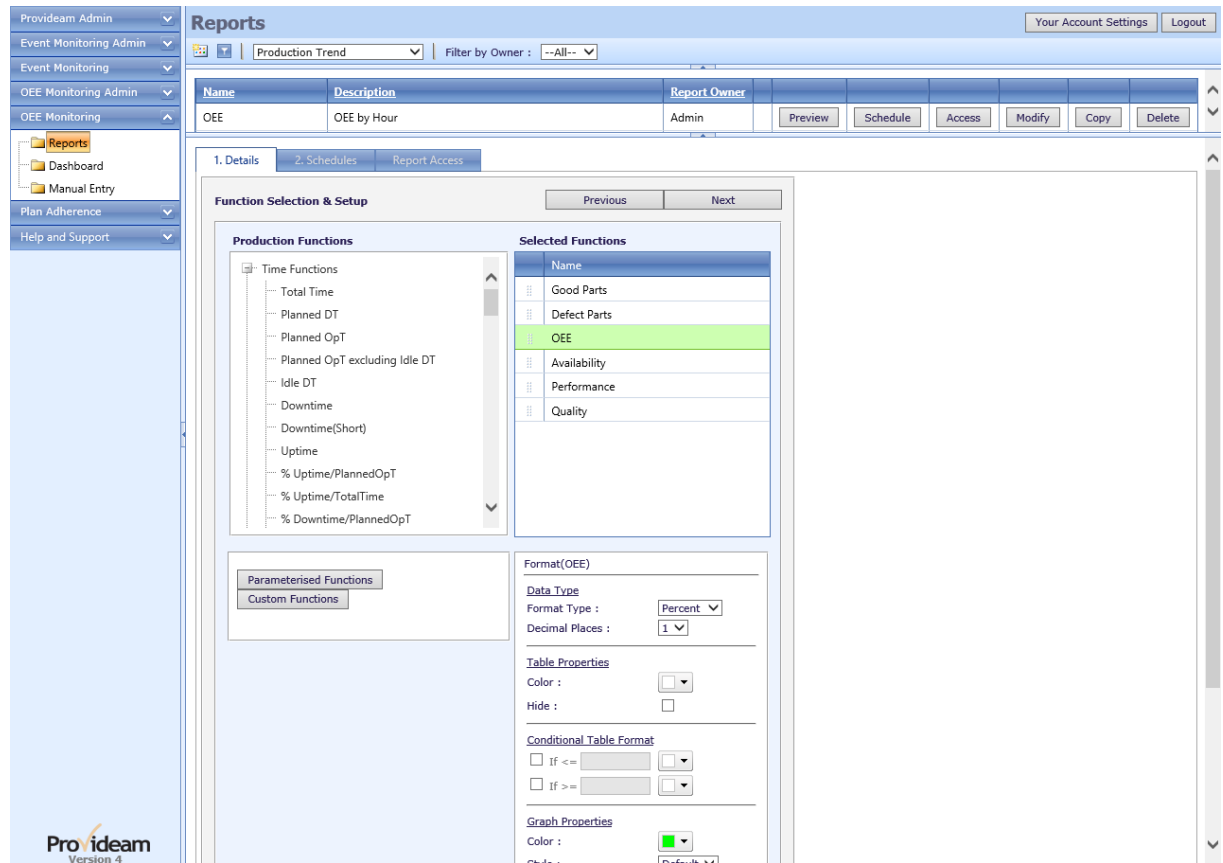 Provideam Admin
Event Monitoring Admin
Event Monitoring
OEE Monitoring Admin
OEE Monitoring
Reports
Dashboard
Manual Entry
Plan Adherence
Help and Support
Provideam
Version 4
Reports
Your Account Settings
Logout
Production Trend
Filter by Owner :
--All--
Name Description Report Owner
OEE OEE by Hour Admin Preview Schedule Access Modify Copy Delete
1. Details 2. Schedules Report Access
Function Selection & Setup
Previous Next
Production Functions
Time Functions
Total Time
Planned DT
Planned OpT
Planned OpT excluding Idle DT
Idle DT
Downtime
Downtime(Short)
Uptime
% Uptime/PlannedOpT
% Uptime/TotalTime
% Downtime/PlannedOpT
Selected Functions
Name
Good Parts
Defect Parts
OEE
Availability
Performance
Quality
Parameterised Functions
Custom Functions
Format(OEE)
Data Type
Format Type : Percent
Decimal Places : 1
Table Properties
Color :
Hide :
Conditional Table Format
If <=
If >=
Graph Properties
Color :
Style : Default